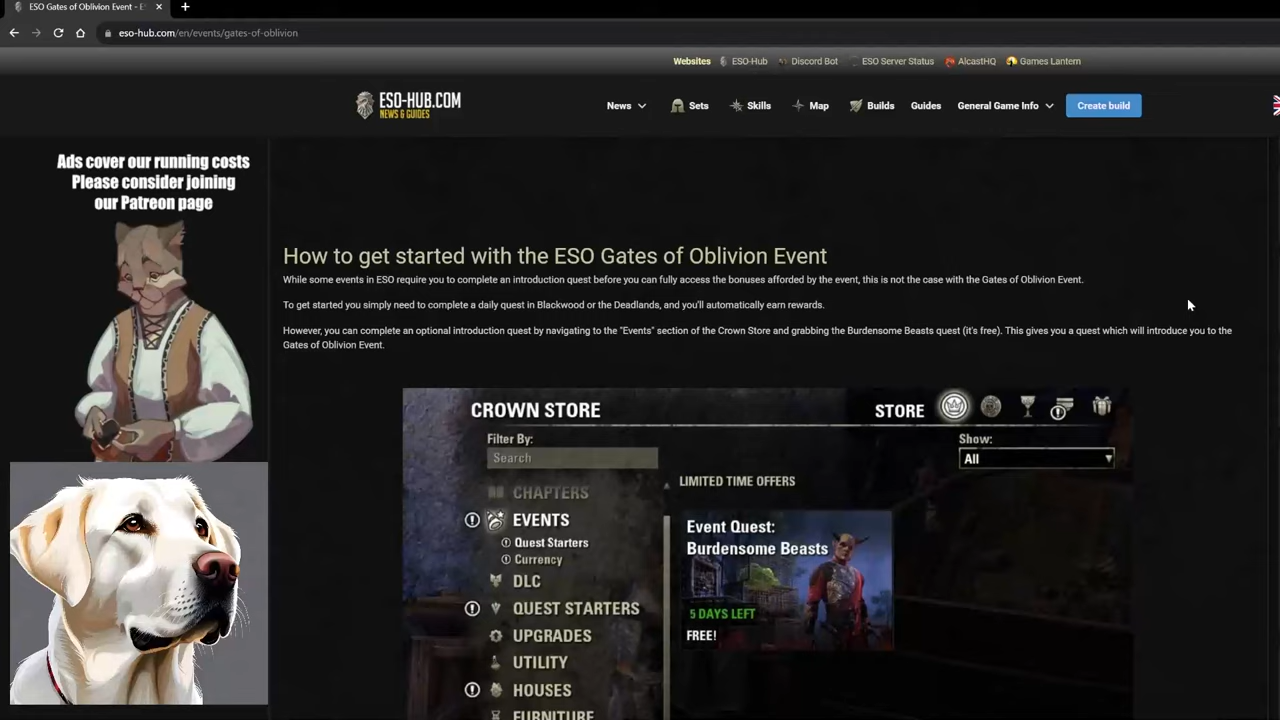 ESO Gates of Oblivion Event - E
eso-hub.com/en/events/gates-of-oblivion
Websites ESO-Hub Discord Bot ESO Server Status AlcastHQ Games Lantern
ESO-HUB.COM
NEWS & GUIDES
News Sets Skills Map Builds Guides General Game Info Create build
Ads cover our running costs
Please consider joining
our Patreon page
How to get started with the ESO Gates of Oblivion Event
While some events in ESO require you to complete an introduction quest before you can fully access the bonuses afforded by the event, this is not the case with the Gates of Oblivion Event.
To get started you simply need to complete a daily quest in Blackwood or the Deadlands, and you'll automatically earn rewards.
However, you can complete an optional introduction quest by navigating to the "Events" section of the Crown Store and grabbing the Burdensome Beasts quest (it's free). This gives you a quest which will introduce you to the
Gates of Oblivion Event.
CROWN STORE
STORE
Filter By:
Search
Show:
All
CHAPTERS
EVENTS
Quest Starters
Currency
DLC
QUEST STARTERS
UPGRADES
UTILITY
HOUSES
FURNITURE
LIMITED TIME OFFERS
Event Quest:
Burdensome Beasts
5 DAYS LEFT
FREE!